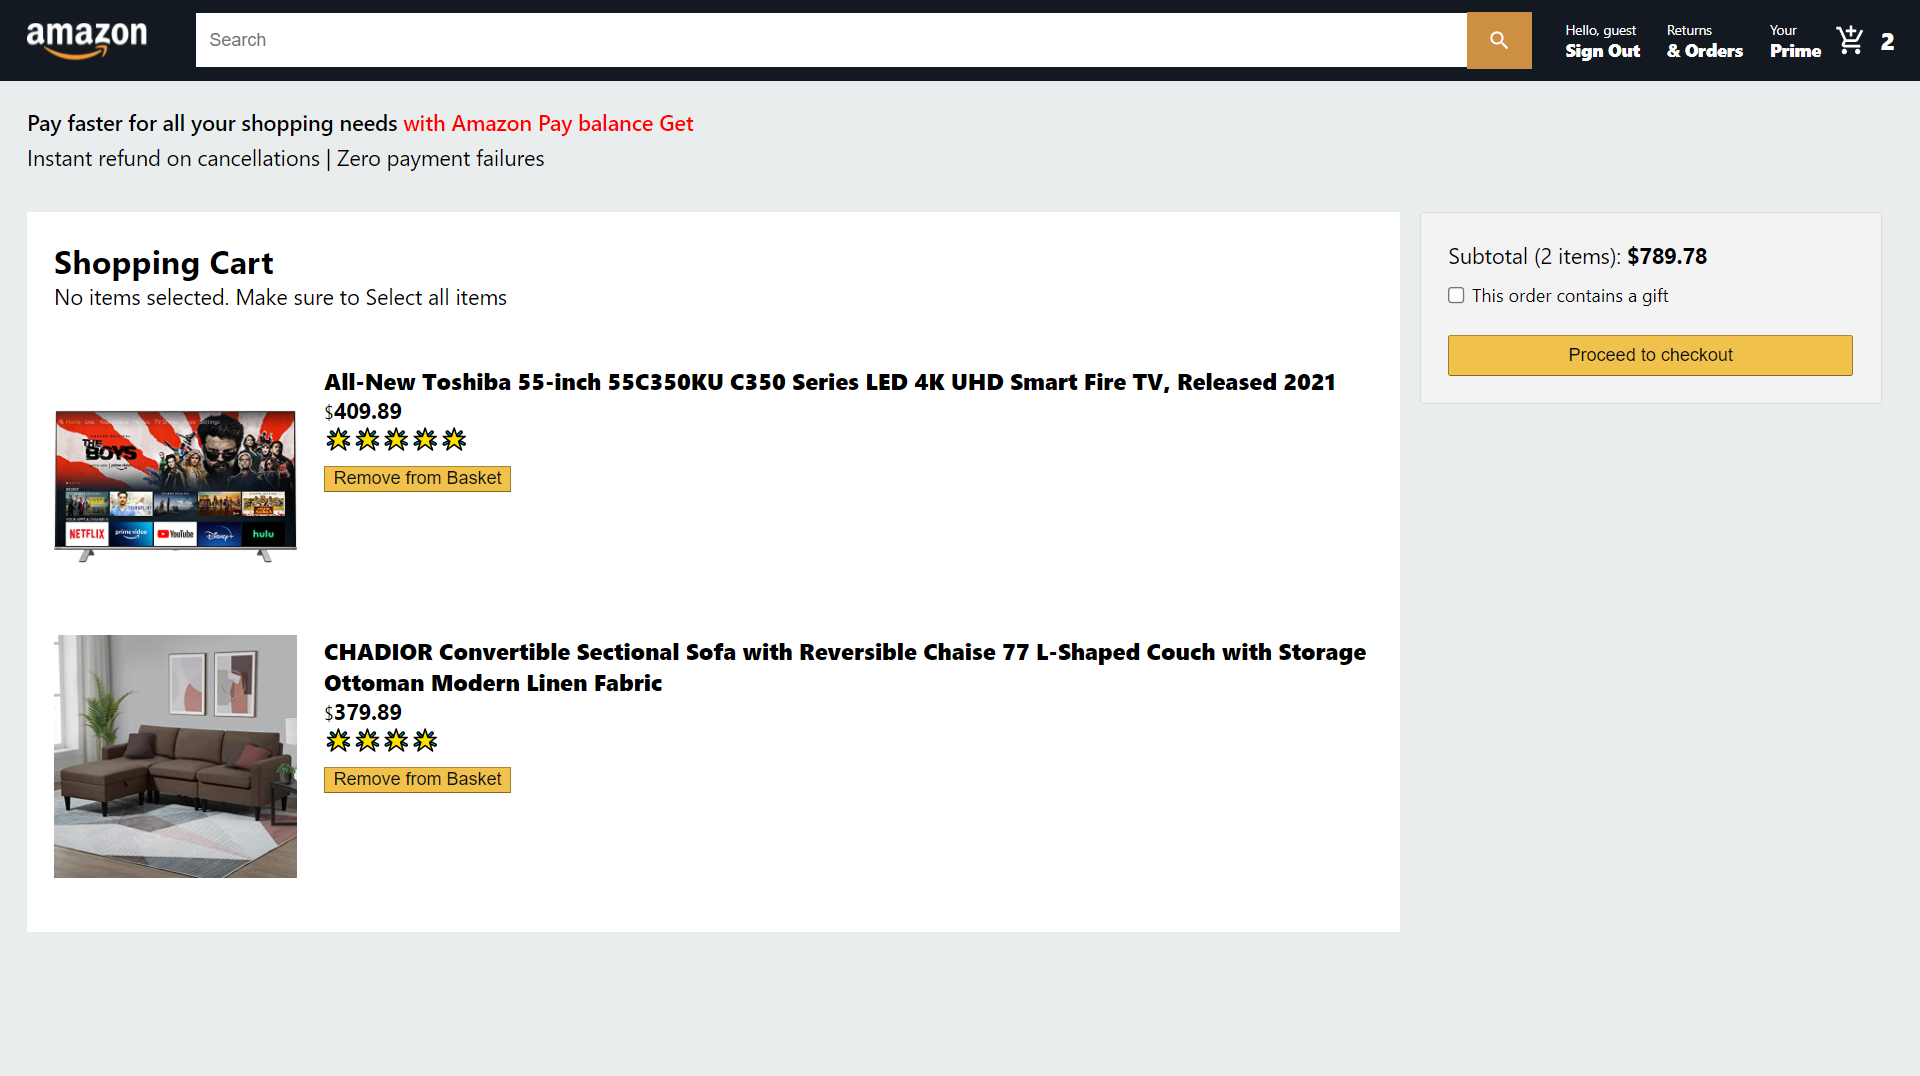 amazon
Search
Hello, guest
Sign Out
Returns
& Orders
Your
Prime
2
Pay faster for all your shopping needs with Amazon Pay balance Get
Instant refund on cancellations | Zero payment failures
Shopping Cart
No items selected. Make sure to Select all items
All-New Toshiba 55-inch 55C350KU C350 Series LED 4K UHD Smart Fire TV, Released 2021
$409.89
Remove from Basket
THE
BOYS
NETFLIX
prime video
YouTube
Disney+
hulu
CHADIOR Convertible Sectional Sofa with Reversible Chaise 77 L-Shaped Couch with Storage
Ottoman Modern Linen Fabric
$379.89
Remove from Basket
Subtotal (2 items): $789.78
This order contains a gift
Proceed to checkout